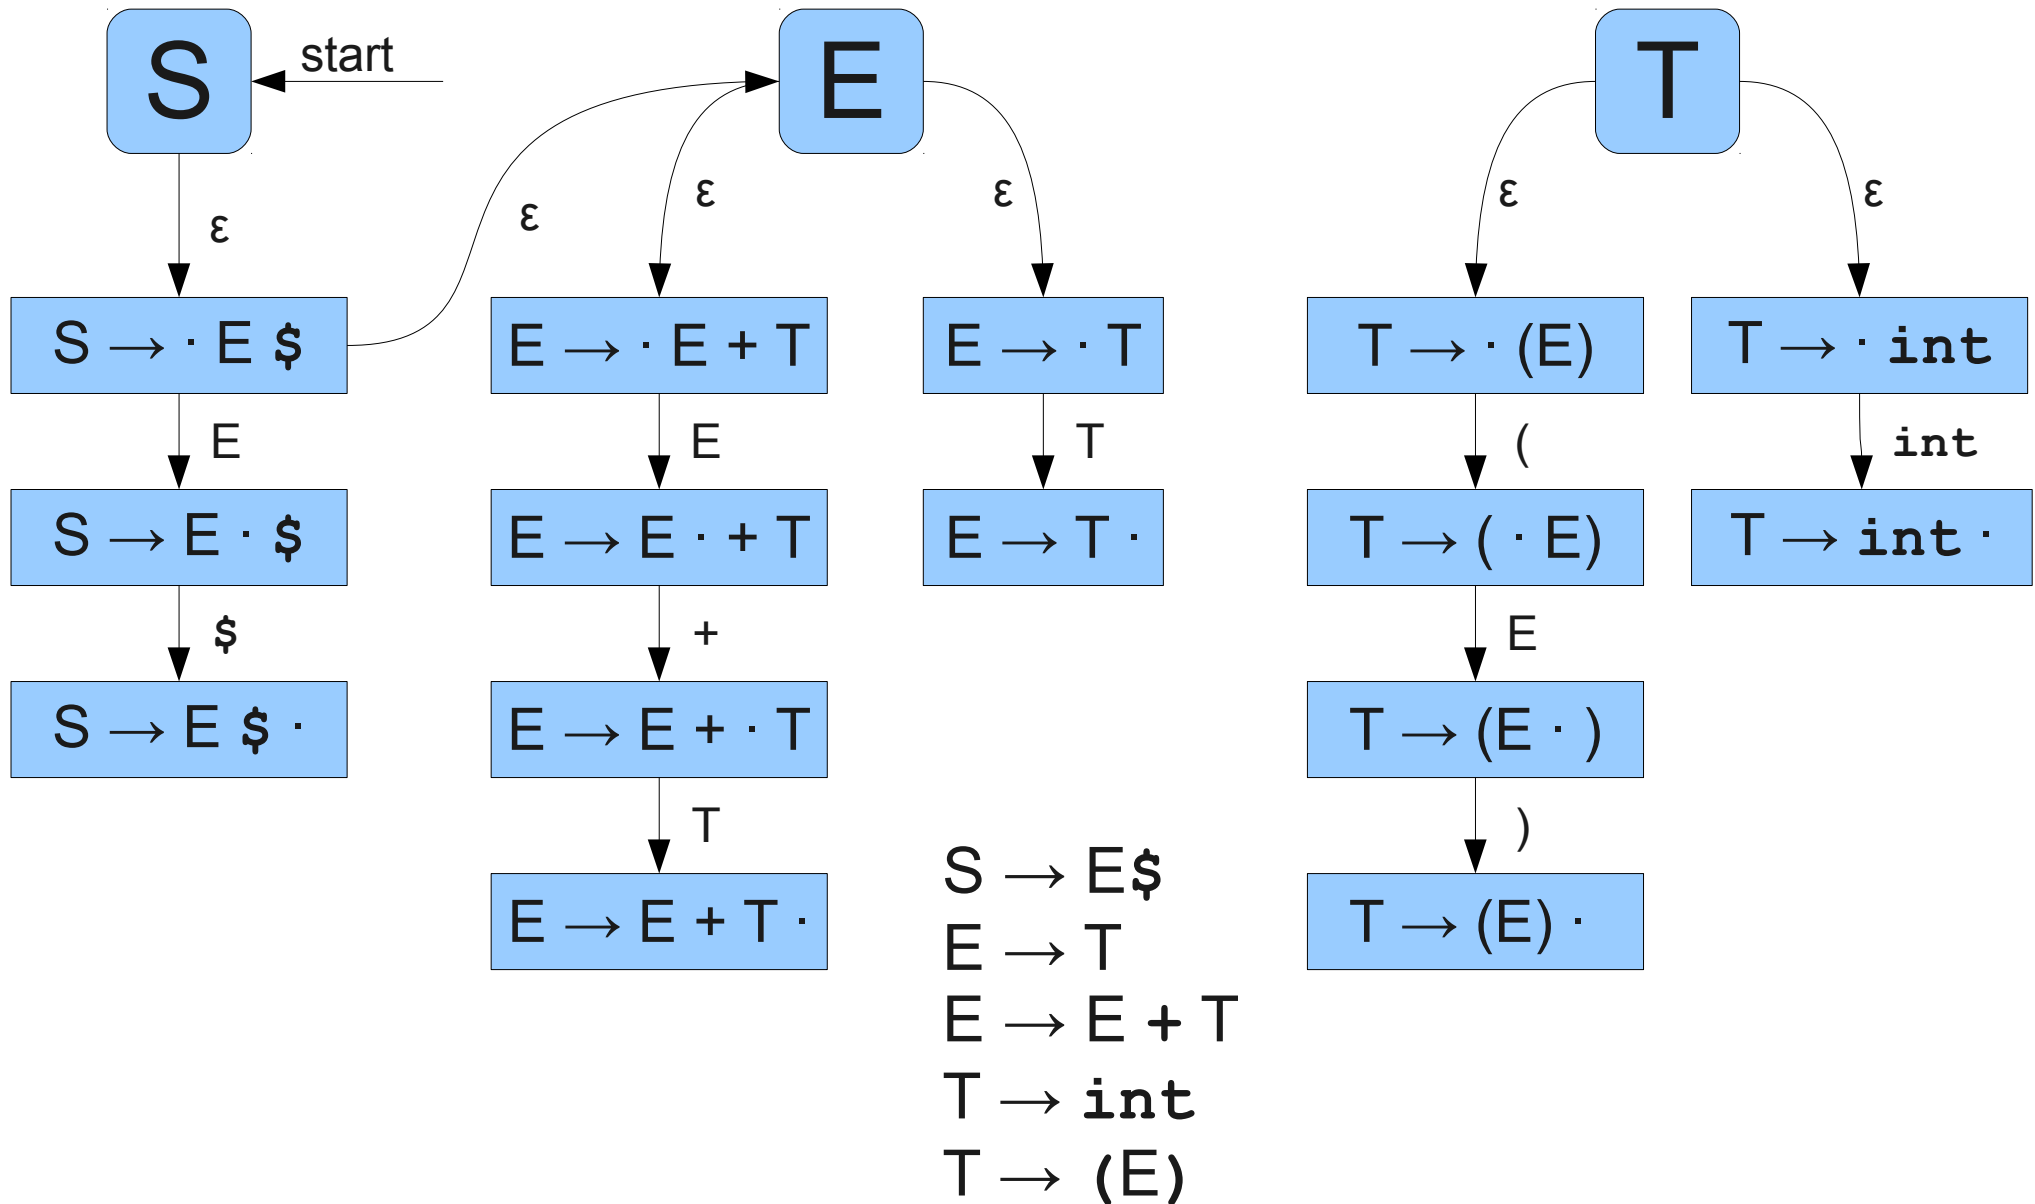 S start E T
ε ε ε ε ε ε
S → · E $ E → · E + T E → · T T → · (E) T → · int
E E T ( int
S → E · $ E → E · + T E → T · T → ( · E) T → int ·
$ + E
S → E $ · E → E + · T T → (E · )
T )
E → E + T · T → (E) ·
S → E$
E → T
E → E + T
T → int
T → (E)